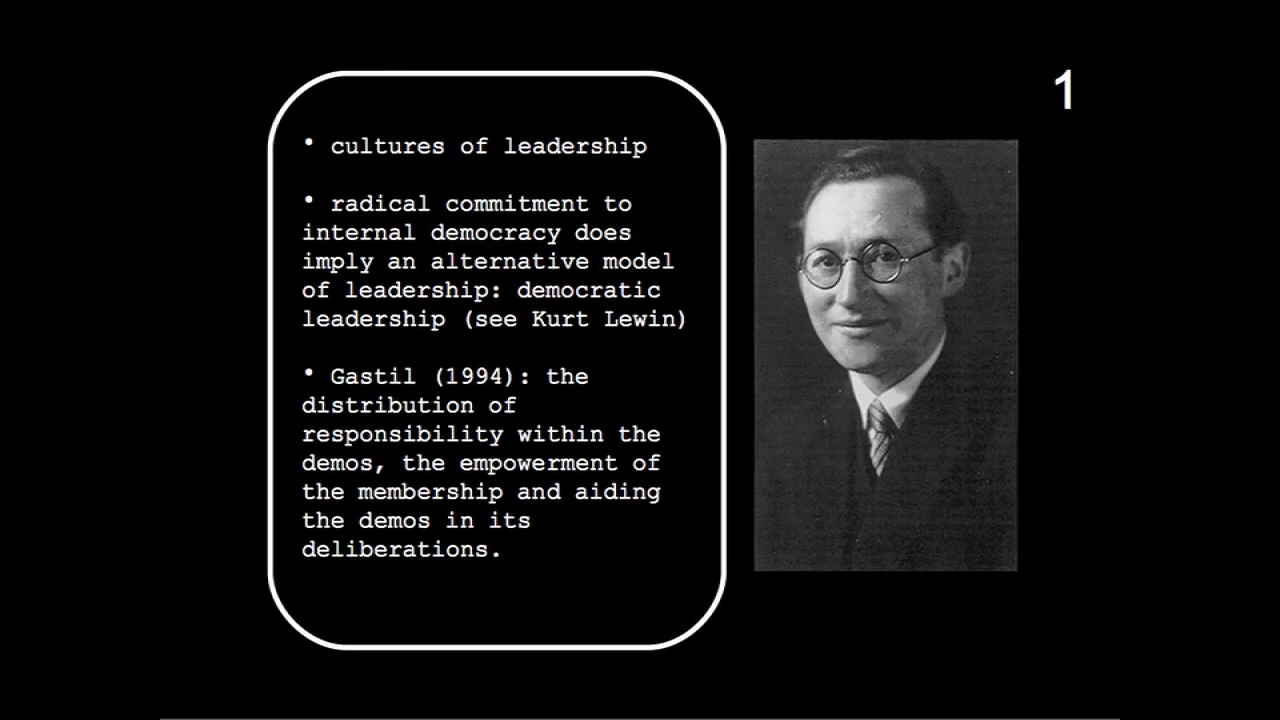 1
• cultures of leadership
• radical commitment to
internal democracy does
imply an alternative model
of leadership: democratic
leadership (see Kurt Lewin)
• Gastil (1994): the
distribution of
responsibility within the
demos, the empowerment of
the membership and aiding
the demos in its
deliberations.